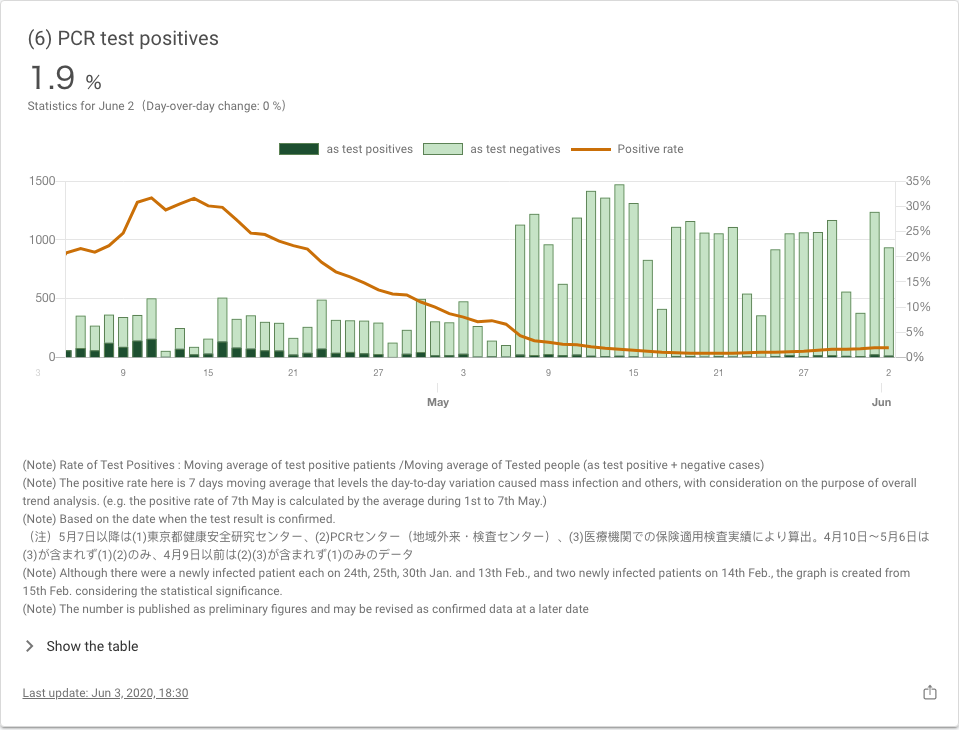 (6) PCR test positives
1.9 %
Statistics for June 2（Day-over-day change: 0 %）
as test positives as test negatives Positive rate
1500 35%
30%
1000 25%
20%
15%
500 10%
5%
0 0%
3 9 15 21 27 3 9 15 21 27 2
May Jun
(Note) Rate of Test Positives : Moving average of test positive patients /Moving average of Tested people (as test positive + negative cases)
(Note) The positive rate here is 7 days moving average that levels the day-to-day variation caused mass infection and others, with consideration on the purpose of overall
trend analysis. (e.g. the positive rate of 7th May is calculated by the average during 1st to 7th May.)
(Note) Based on the date when the test result is confirmed.
（注）5月7日以降は(1)東京都健康安全研究センター、(2)PCRセンター（地域外来・検査センター）、(3)医療機関での保険適用検査実績により算出。4月10日～5月6日は
(3)が含まれず(1)(2)のみ、4月9日以前は(2)(3)が含まれず(1)のみのデータ
(Note) Although there were a newly infected patient each on 24th, 25th, 30th Jan. and 13th Feb., and two newly infected patients on 14th Feb., the graph is created from
15th Feb. considering the statistical significance.
(Note) The number is published as preliminary figures and may be revised as confirmed data at a later date
Show the table
Last update: Jun 3, 2020, 18:30